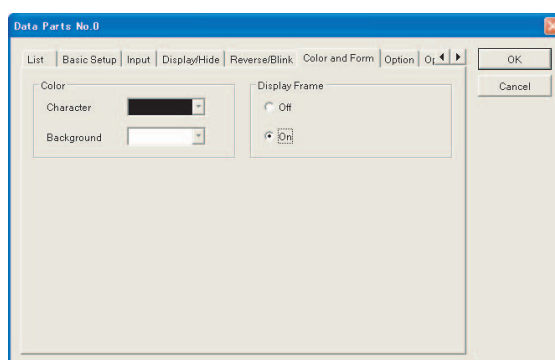 Data Parts No.0
List Basic Setup Input Display/Hide Reverse/Blink Color and Form Option
OK
Cancel
Color
Character
Background
Display Frame
Off
On